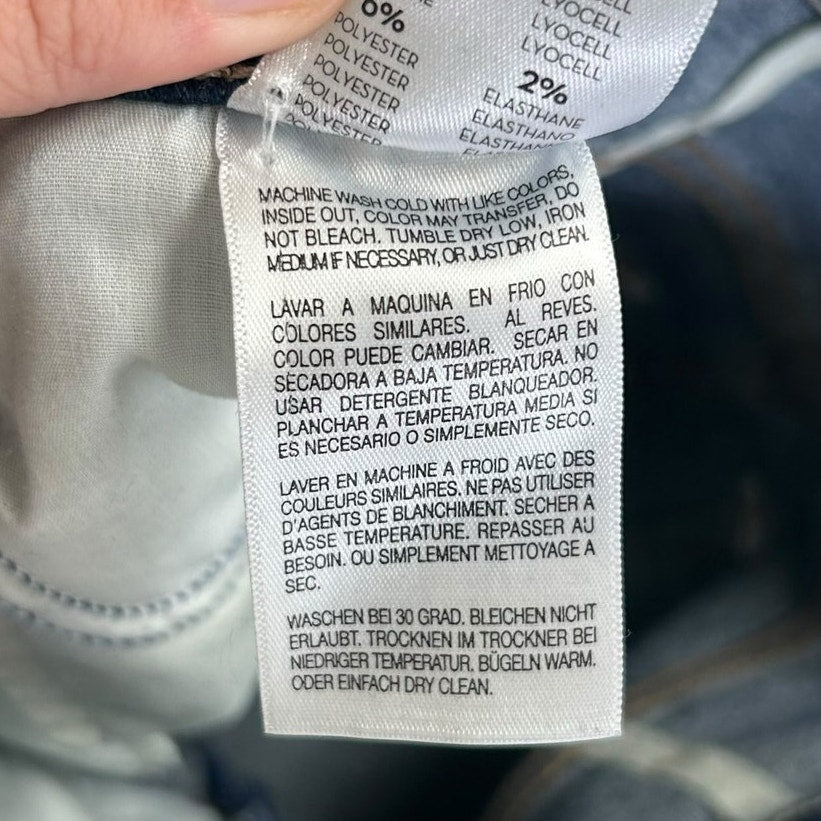 POLYESTER
POLYESTER
POLYESTER
POLYESTER
POLYESTER
LYOCELL
LYOCELL
LYOCELL
2%
ELASTHANE
ELASTHANO
MACHINE WASH COLD WITH LIKE COLORS,
INSIDE OUT, COLOR MAY TRANSFER, DO
NOT BLEACH. TUMBLE DRY LOW, IRON
MEDIUM IF NECESSARY, OR JUST DRY CLEAN.
LAVAR A MAQUINA EN FRIO CON
COLORES SIMILARES. AL REVES.
COLOR PUEDE CAMBIAR. SECAR EN
SECADORA A BAJA TEMPERATURA. NO
USAR DETERGENTE BLANQUEADOR.
PLANCHAR A TEMPERATURA MEDIA SI
ES NECESARIO O SIMPLEMENTE SECO.
LAVER EN MACHINE A FROID AVEC DES
COULEURS SIMILAIRES. NE PAS UTILISER
D'AGENTS DE BLANCHIMENT. SECHER A
BASSE TEMPERATURE. REPASSER AU
BESOIN. OU SIMPLEMENT METTOYAGE A
SEC.
WASCHEN BEI 30 GRAD. BLEICHEN NICHT
ERLAUBT. TROCKNEN IM TROCKNER BEI
NIEDRIGER TEMPERATUR. BÜGELN WARM.
ODER EINFACH DRY CLEAN.